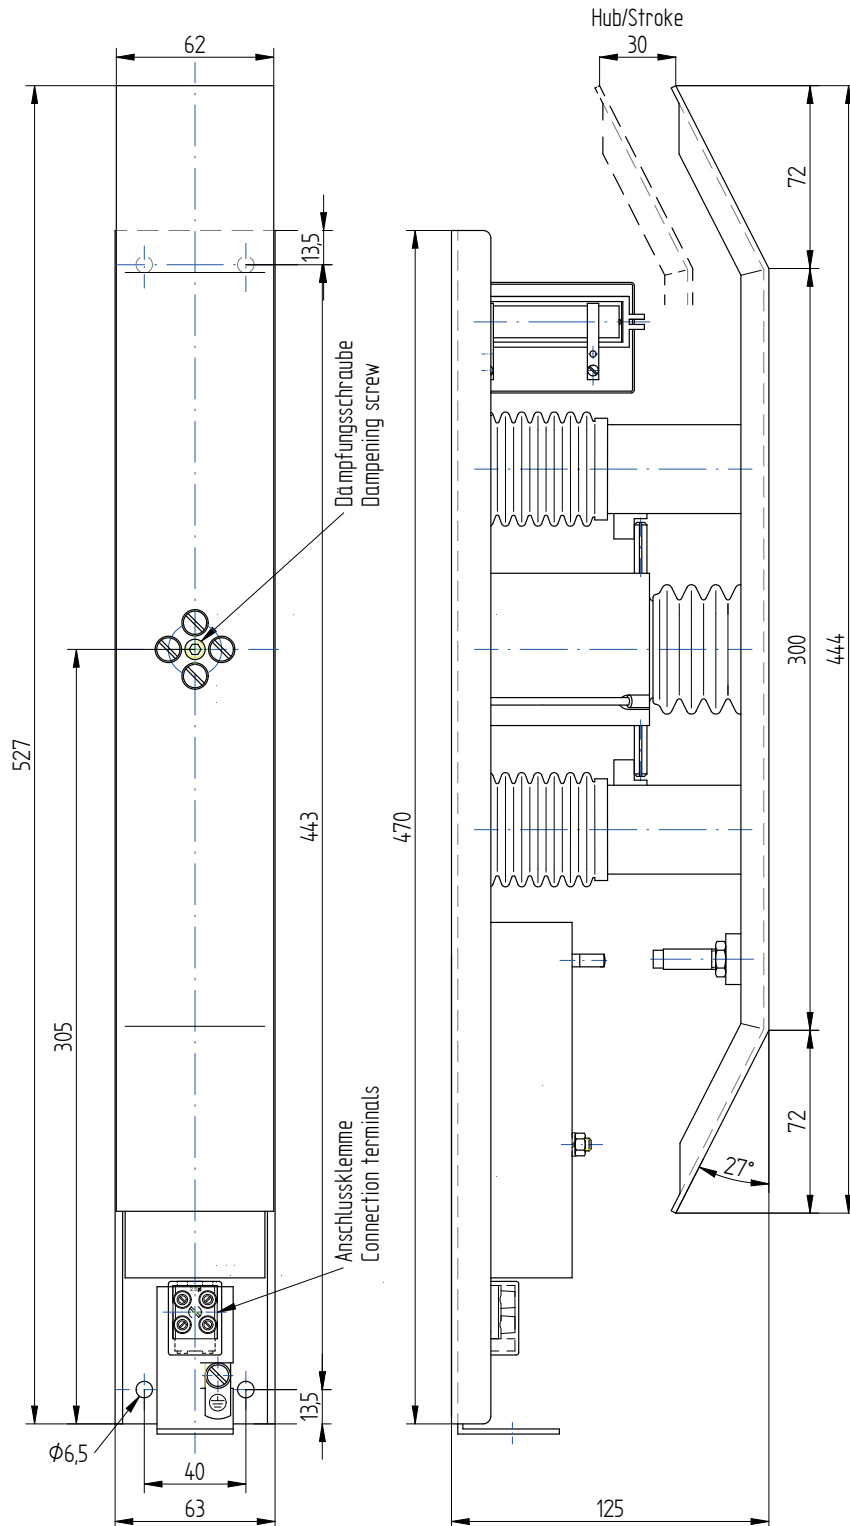 Hub/Stroke
62
30
72
13,5
Dämpfungsschraube
Dampening screw
300
444
527
443
470
305
Anschlussklemme
Connection terminals
72
27°
13,5
Φ6,5
40
63
125